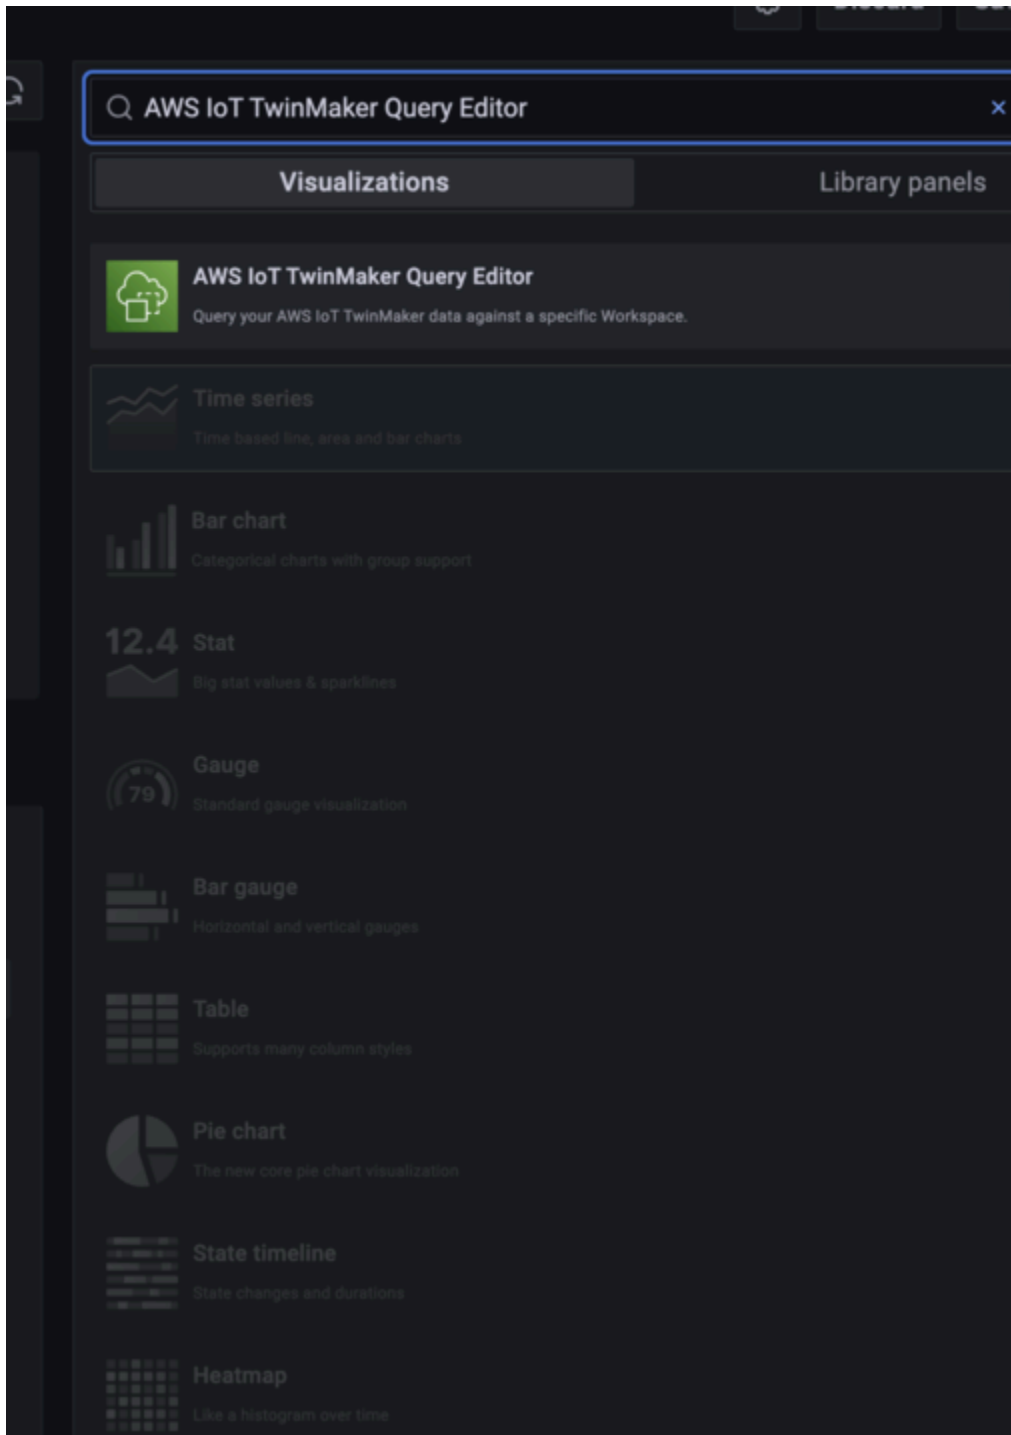 Discard
AWS IoT TwinMaker Query Editor
Visualizations
Library panels
AWS IoT TwinMaker Query Editor
Query your AWS IoT TwinMaker data against a specific Workspace.
Time series
Time based line, area and bar charts
Bar chart
Categorical charts with group support
12.4
Stat
Big stat values & sparklines
Gauge
79
Standard gauge visualization
Bar gauge
Horizontal and vertical gauges
Table
Supports many column styles
Pie chart
The new core pie chart visualization
State timeline
State changes and durations
Heatmap
Like a histogram over time